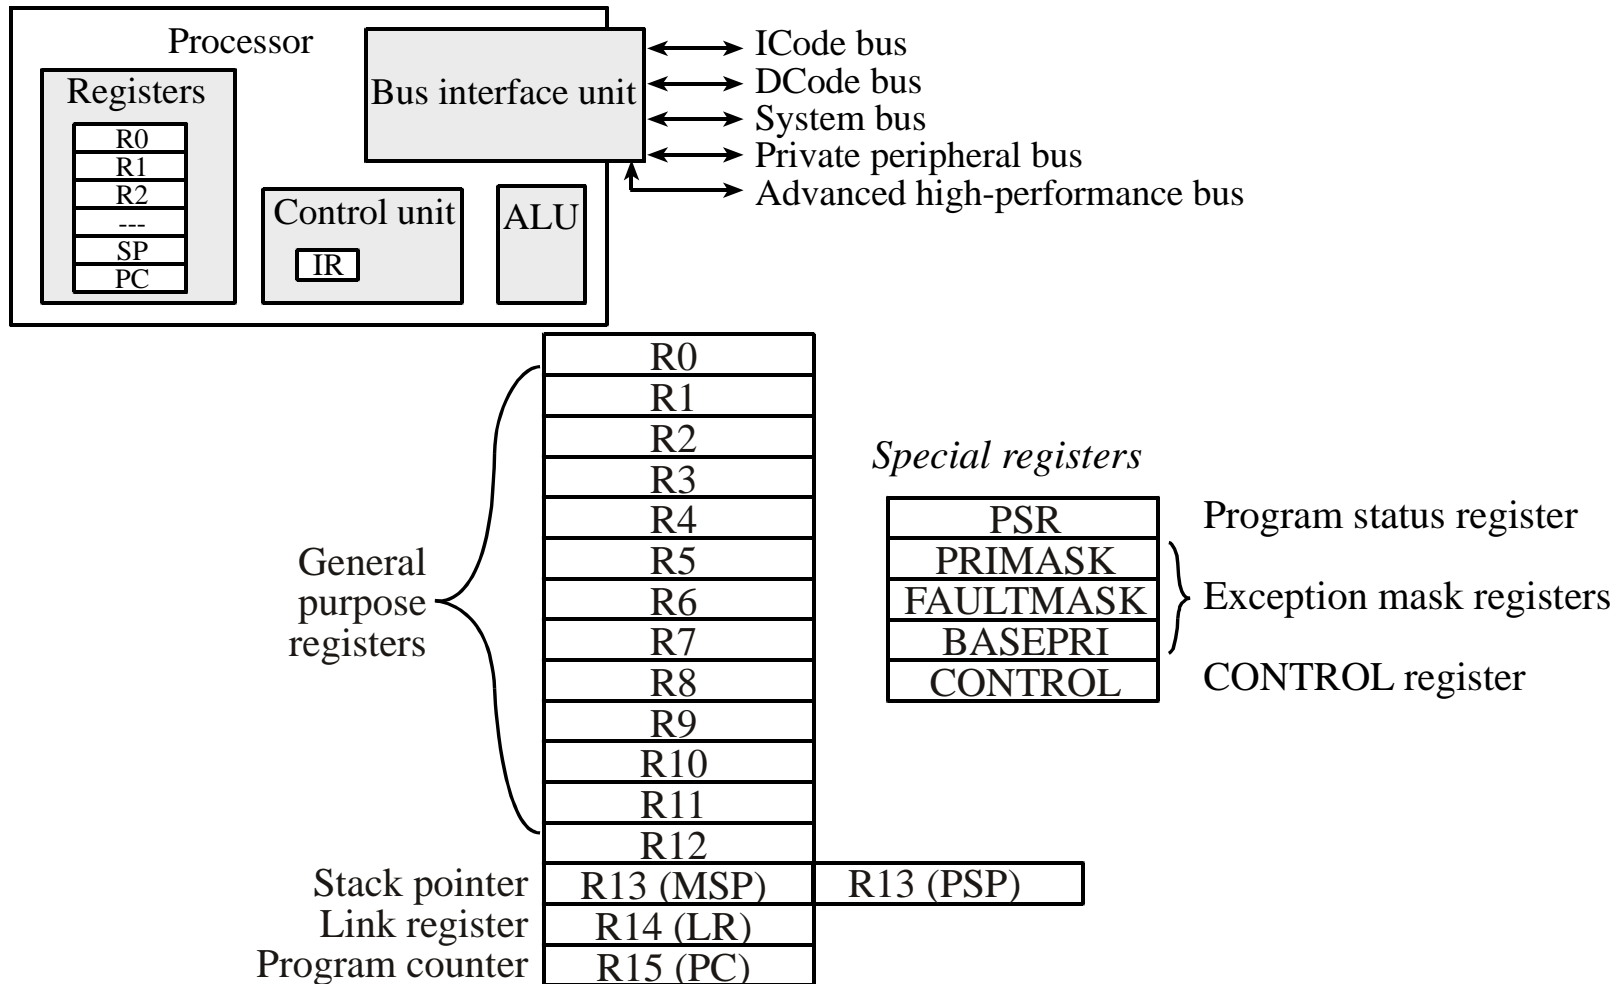 Processor
Registers
R0
R1
R2
---
SP
PC
Control unit
IR
ALU
Bus interface unit
ICode bus
DCode bus
System bus
Private peripheral bus
Advanced high-performance bus
General
purpose
registers
R0
R1
R2
R3
R4
R5
R6
R7
R8
R9
R10
R11
R12
Stack pointer
R13 (MSP)
R13 (PSP)
Link register
R14 (LR)
Program counter
R15 (PC)
Special registers
PSR
Program status register
PRIMASK
FAULTMASK
BASEPRI
Exception mask registers
CONTROL
CONTROL register